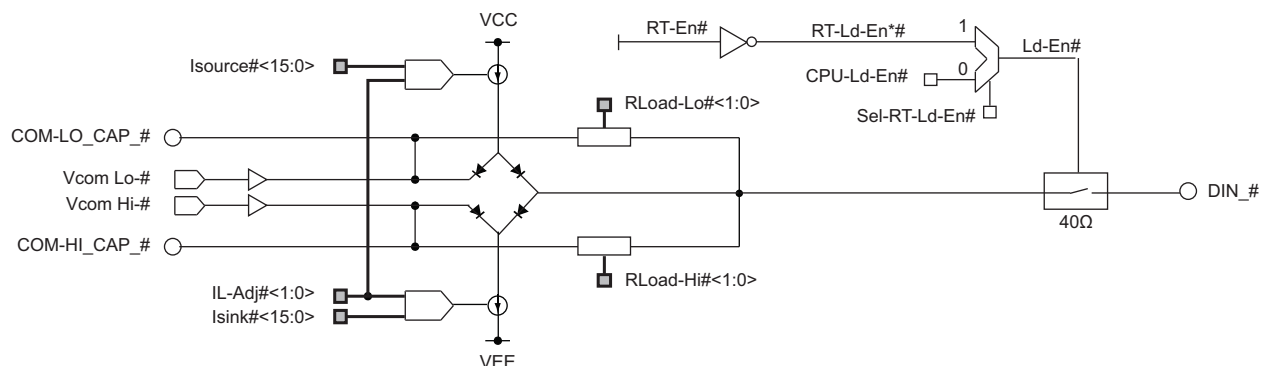 VCC
RT-En#
RT-Ld-En*#
1
Ld-En#
Isource#<15:0>
0
CPU-Ld-En#
RLoad-Lo#<1:0>
Sel-RT-Ld-En#
COM-LO_CAP_#
Vcom Lo-#
Vcom Hi-#
DIN_#
40Ω
COM-HI_CAP_#
RLoad-Hi#<1:0>
IL-Adj#<1:0>
Isink#<15:0>
VEE